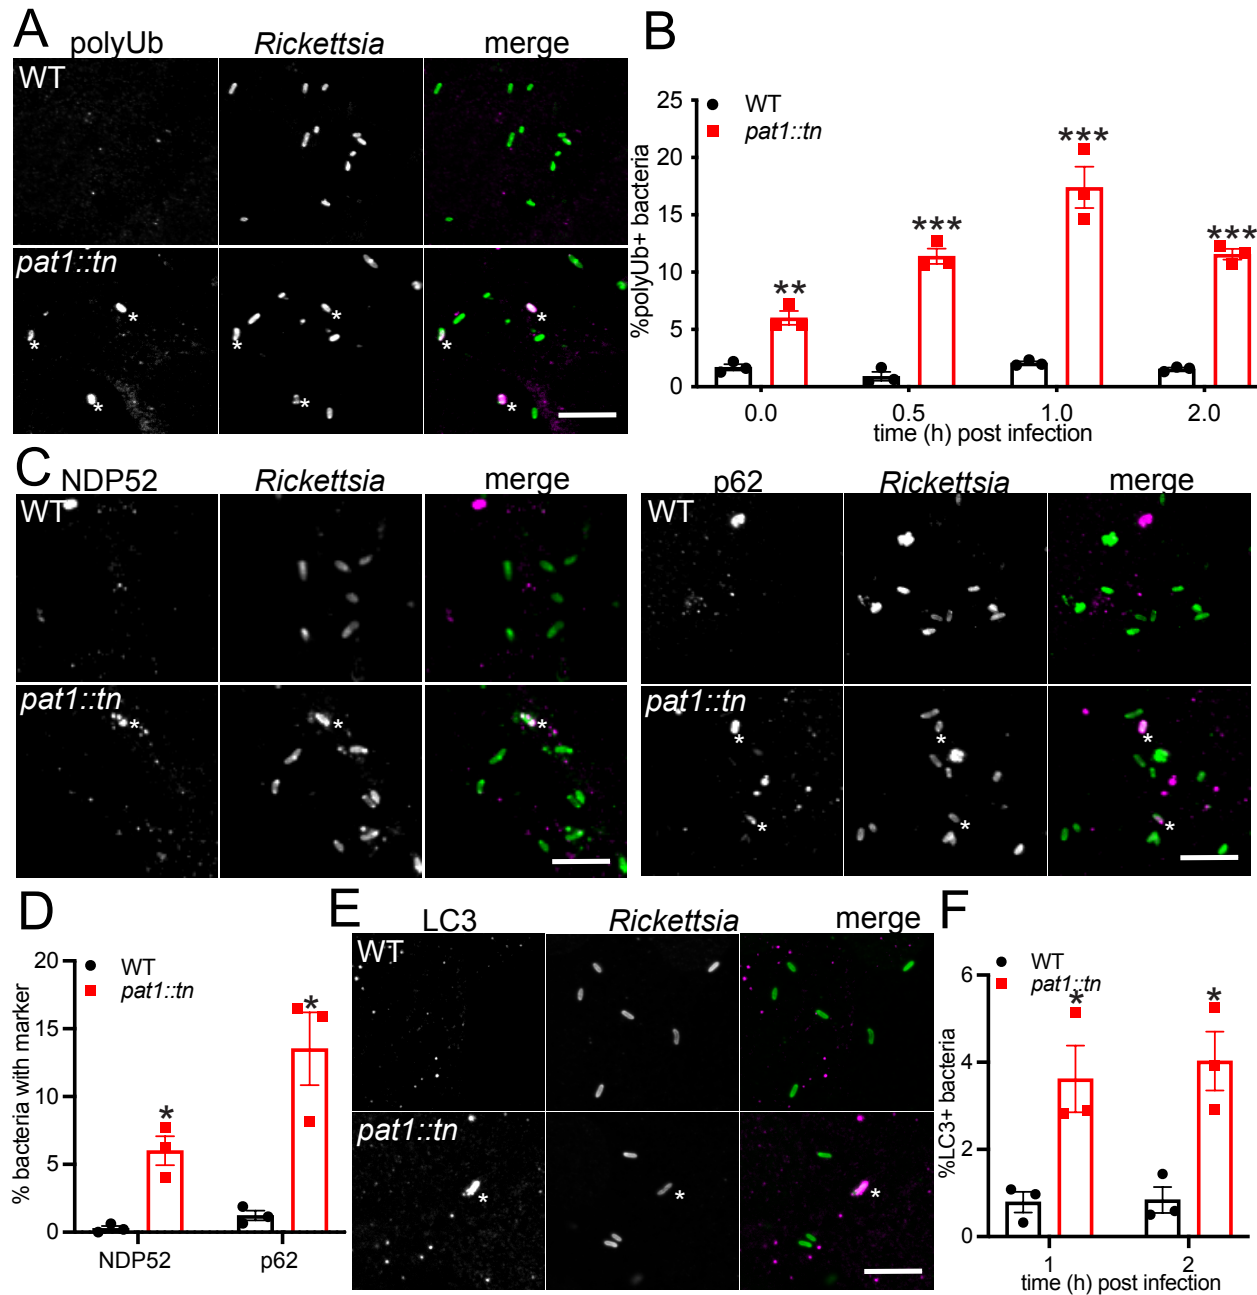 A
polyUb Rickettsia merge
WT
pat1::tn
* * *
* * *
* * *
B
WT
pat1::tn
%polyUb+ bacteria
25
20
15
10
5
0
** *** *** ***
0.0 0.5 1.0 2.0
time (h) post infection
C
NDP52 Rickettsia merge
WT
pat1::tn
* * *
p62 Rickettsia merge
WT
pat1::tn
* * *
* * *
D
WT
pat1::tn
% bacteria with marker
20
15
10
5
0
* *
NDP52 p62
E
LC3 Rickettsia merge
WT
pat1::tn
* * *
F
WT
pat1::tn
%LC3+ bacteria
6
4
2
0
* *
1 2
time (h) post infection